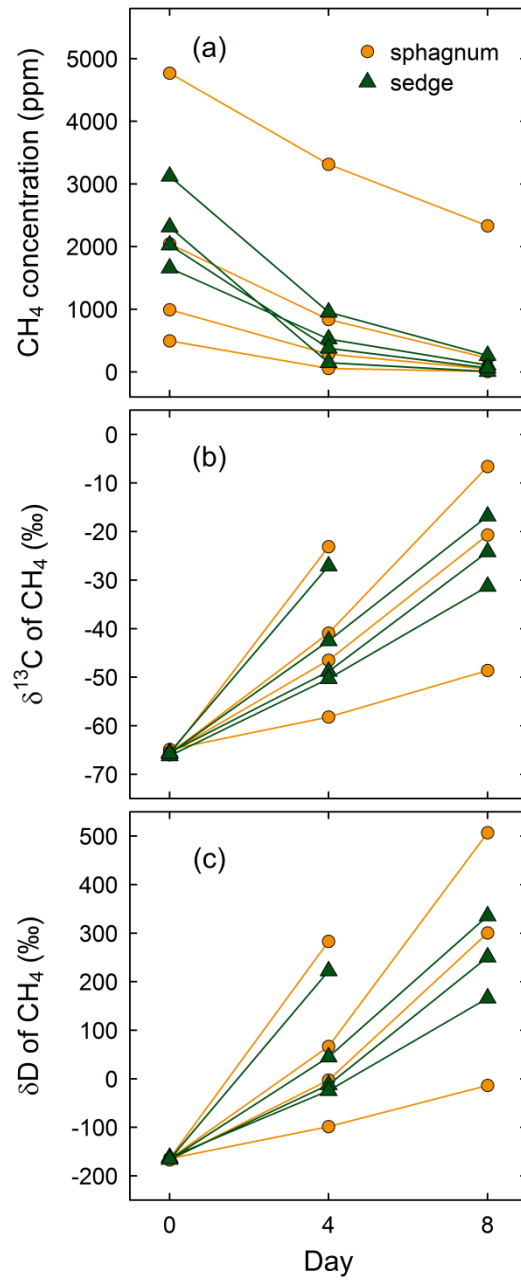 (a)
sphagnum
sedge
5000
4000
3000
2000
1000
0
CH₄ concentration (ppm)
(b)
0
-10
-20
-30
-40
-50
-60
-70
δ¹³C of CH₄ (‰)
(c)
500
400
300
200
100
0
-100
-200
δD of CH₄ (‰)
0 4 8
Day